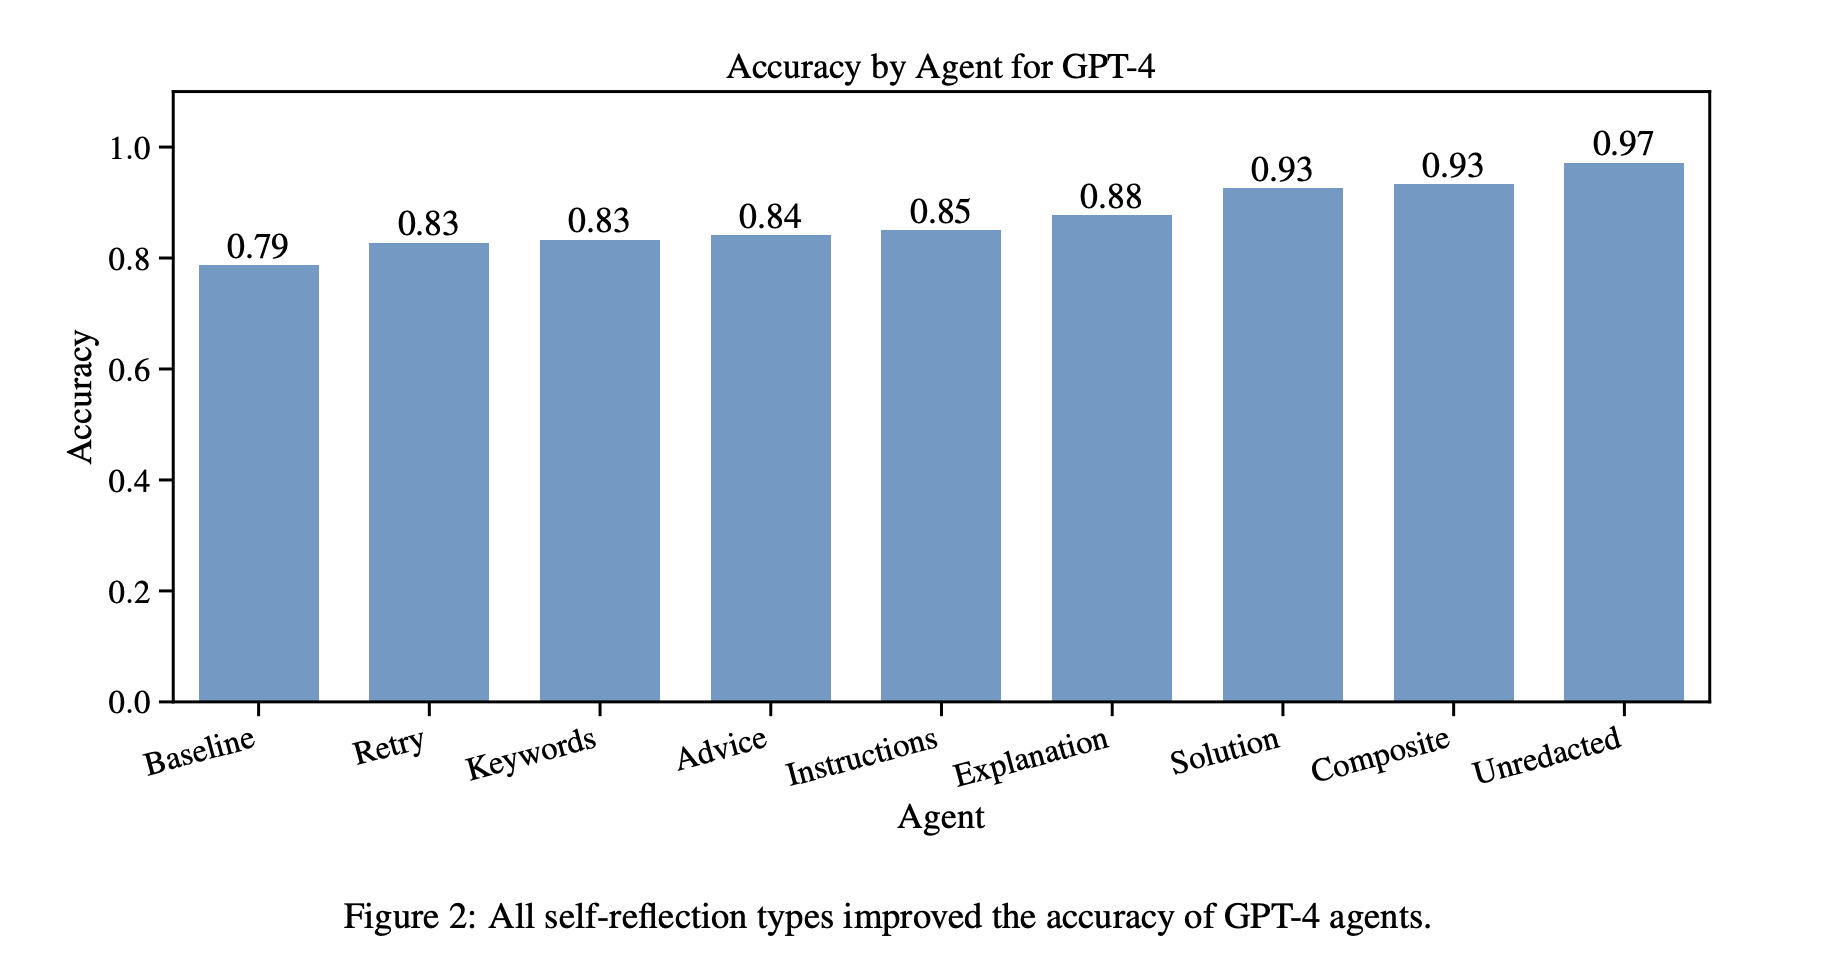 Accuracy by Agent for GPT-4
Accuracy
1.0
0.8
0.6
0.4
0.2
0.0
0.79
0.83
0.83
0.84
0.85
0.88
0.93
0.93
0.97
Baseline
Retry
Keywords
Advice
Instructions
Explanation
Solution
Composite
Unredacted
Agent
Figure 2: All self-reflection types improved the accuracy of GPT-4 agents.